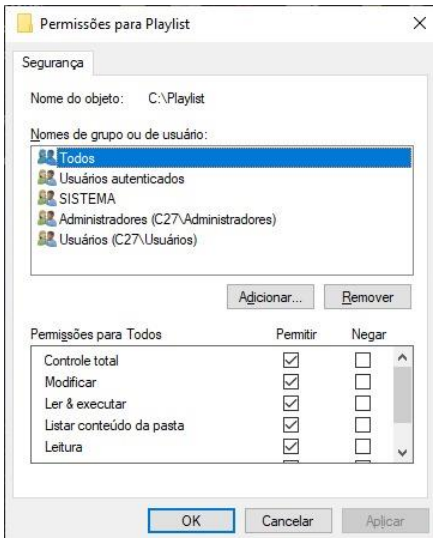 Permissões para Playlist
Segurança
Nome do objeto: C:\Playlist
Nomes de grupo ou de usuário:
Todos
Usuários autenticados
SISTEMA
Administradores (C27\Administradores)
Usuários (C27\Usuários)
Adicionar... Remover
Permissões para Todos Permitir Negar
Controle total
Modificar
Ler & executar
Listar conteúdo da pasta
Leitura
OK Cancelar Aplicar